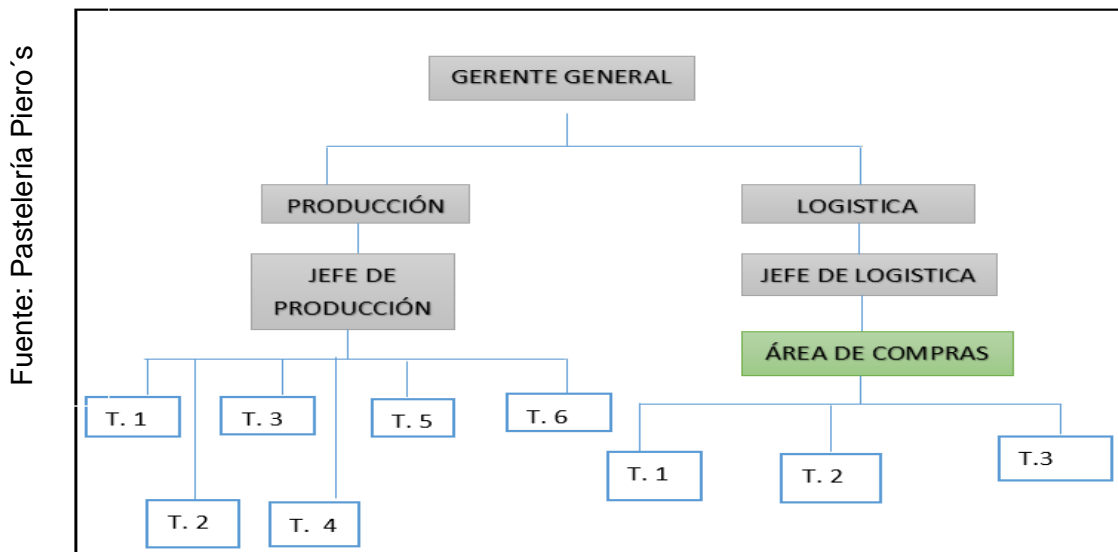 Fuente: Pastelería Piero´s
GERENTE GENERAL
PRODUCCIÓN
LOGISTICA
JEFE DE
PRODUCCIÓN
JEFE DE LOGISTICA
ÁREA DE COMPRAS
T. 1
T. 3
T. 5
T. 6
T. 2
T. 4
T. 1
T. 2
T.3